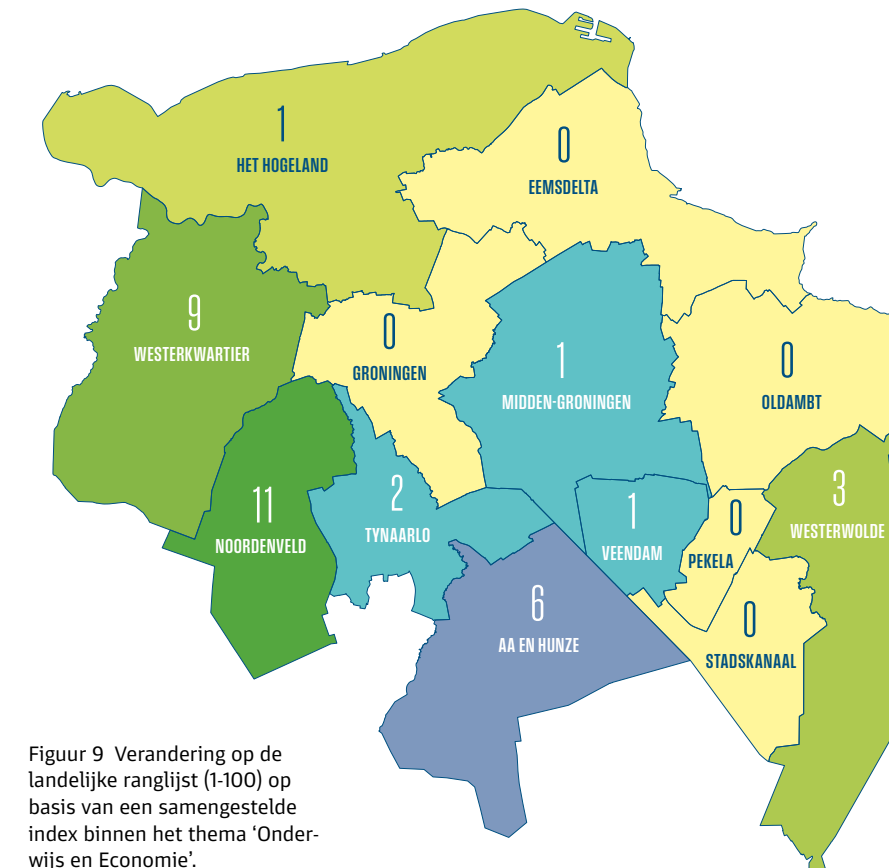 1
HET HOGELAND
0
EEMSDELTA
9
WESTERKWARTIER
0
GRONINGEN
1
MIDDEN-GRONINGEN
0
OLDAMBT
11
NOORDENVELD
2
TYNAARLO
1
VEENDAM
0
PEKELA
3
WESTERWOLDE
6
AA EN HUNZE
0
STADSKANAAL
Figuur 9 Verandering op de
landelijke ranglijst (1-100) op
basis van een samengestelde
index binnen het thema ‘Onder-
wijs en Economie’.